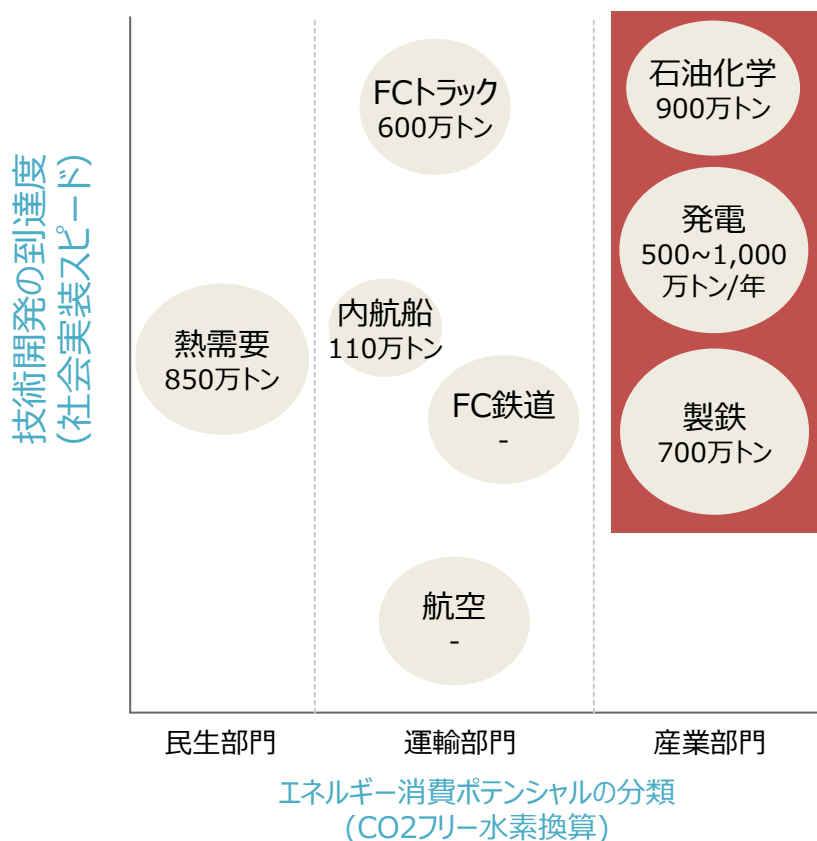 技術開発の到達度
(社会実装スピード)
FCトラック
600万トン
石油化学
900万トン
発電
500~1,000
万トン/年
内航船
110万トン
熱需要
850万トン
FC鉄道
-
製鉄
700万トン
航空
-
民生部門
運輸部門
産業部門
エネルギー消費ポテンシャルの分類
(CO2フリー水素換算)